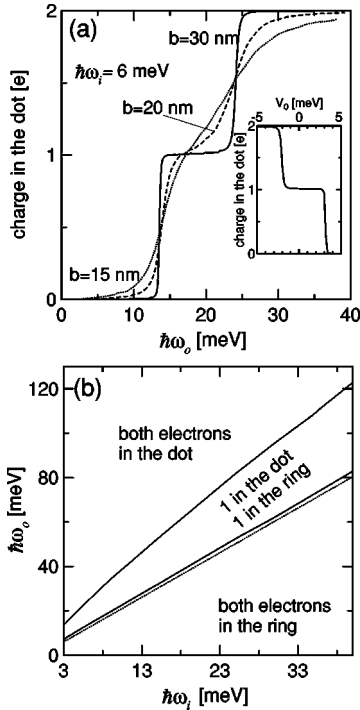 (a)
b=30 nm
ħω_i= 6 meV
b=20 nm
b=15 nm
charge in the dot [e]
2
1
0
0 10 20 30 40
ħω_o [meV]
V_0 [meV]
-5 0 5
charge in the dot [e]
2
1
0
(b)
both electrons
in the dot
1 in the dot
1 in the ring
both electrons
in the ring
ħω_o [meV]
120
80
40
0
3 13 23 33
ħω_i [meV]